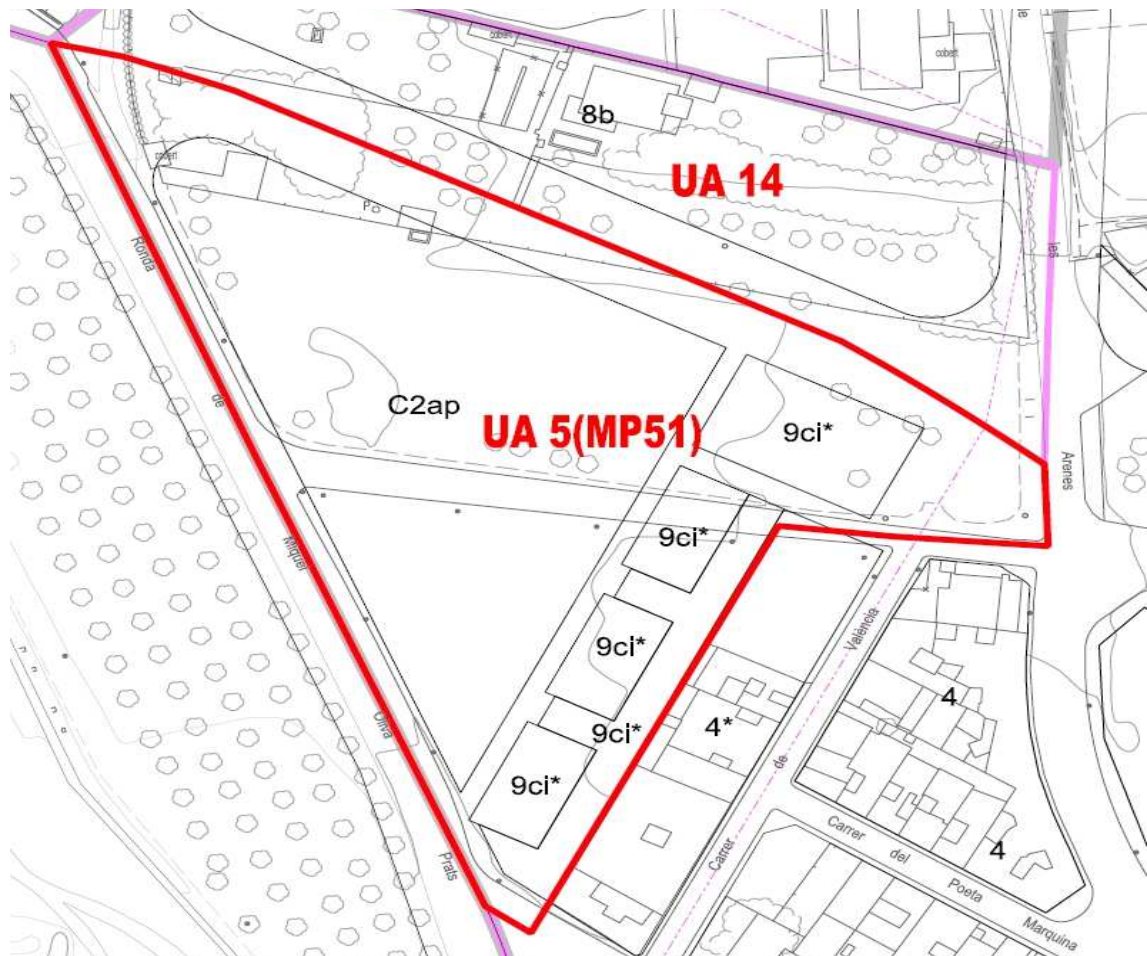 cobert
cobert
8b
UA 14
cobert
P
les
Ronda
de
C2ap
UA 5(MP51)
9ci*
Arenes
9ci*
Miquel
València
9ci*
Oliva
9ci*
4*
4
de
9ci*
Carrer
Prats
Carrer
del
Poeta
Marquina
4